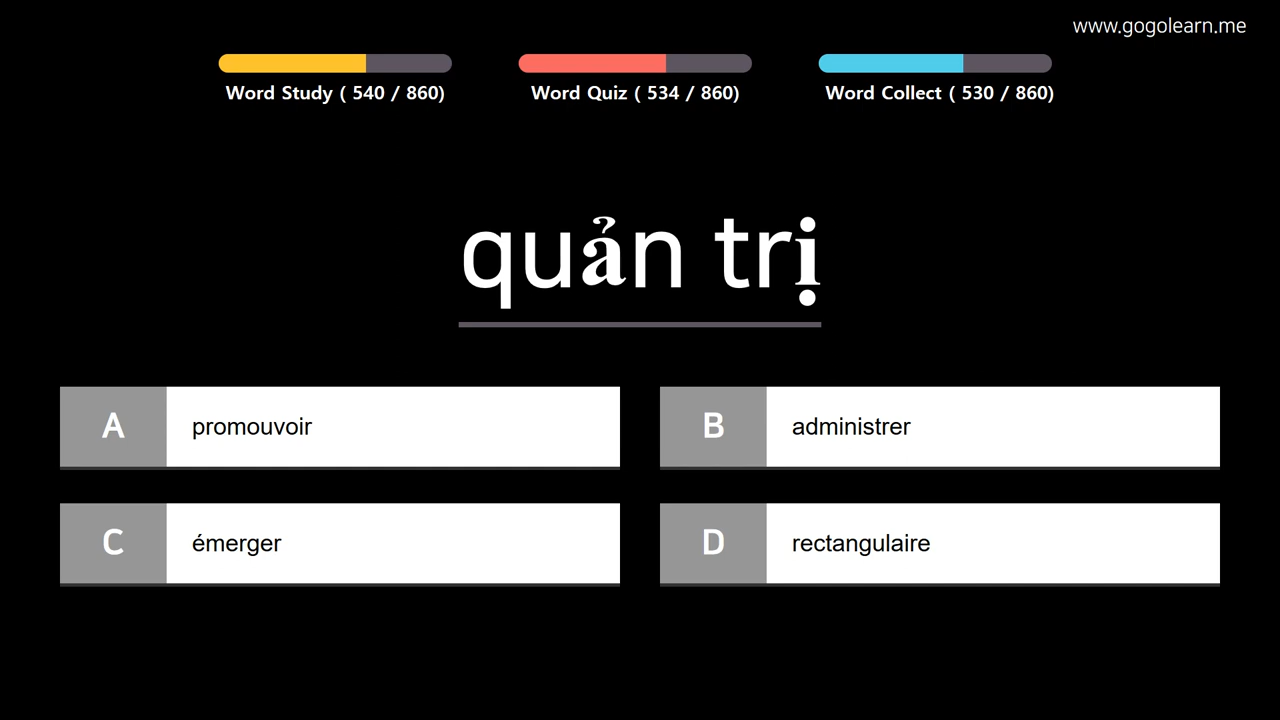 www.gogolearn.me
Word Study ( 540 / 860)
Word Quiz ( 534 / 860)
Word Collect ( 530 / 860)
quản trị
A promouvoir
B administrer
C émerger
D rectangulaire